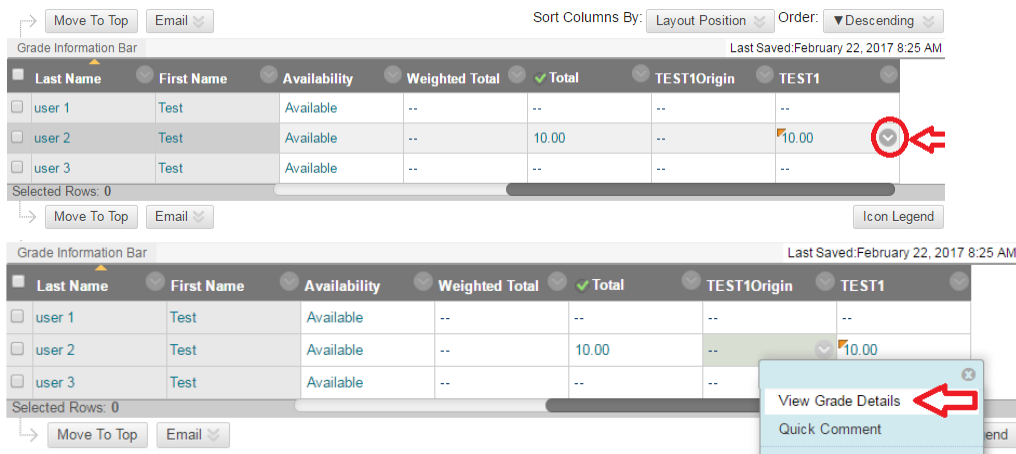 Move To Top Email Sort Columns By: Layout Position Order: ▼Descending
Grade Information Bar Last Saved:February 22, 2017 8:25 AM
Last Name First Name Availability Weighted Total Total TEST1Origin TEST1
user 1 Test Available -- -- -- --
user 2 Test Available -- 10.00 -- 10.00
user 3 Test Available -- -- -- --
Selected Rows: 0
Move To Top Email Icon Legend
Grade Information Bar Last Saved:February 22, 2017 8:25 AM
Last Name First Name Availability Weighted Total Total TEST1Origin TEST1
user 1 Test Available -- -- -- --
user 2 Test Available -- 10.00 -- 10.00
user 3 Test Available -- -- --
Selected Rows: 0
View Grade Details
Move To Top Email Quick Comment end